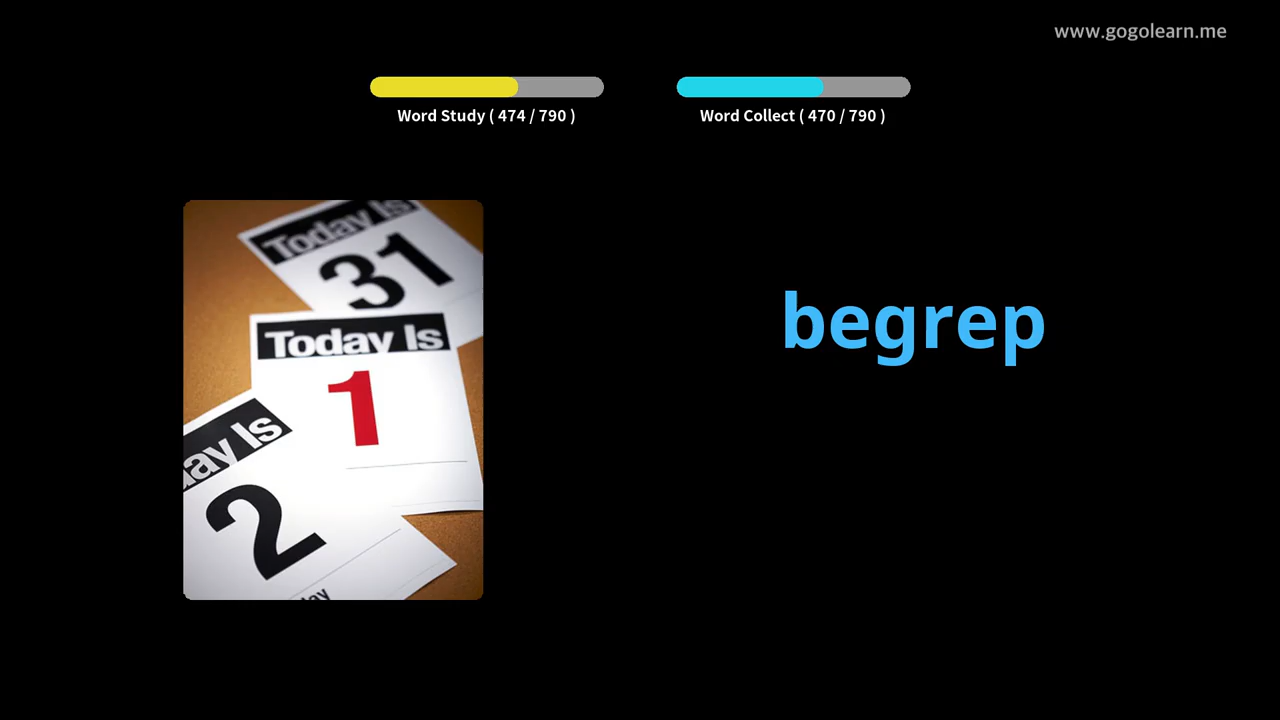 www.gogolearn.me
Word Study ( 474 / 790 )
Word Collect ( 470 / 790 )
Today Is
31
Today Is
1
ay Is
2
ay
begrep